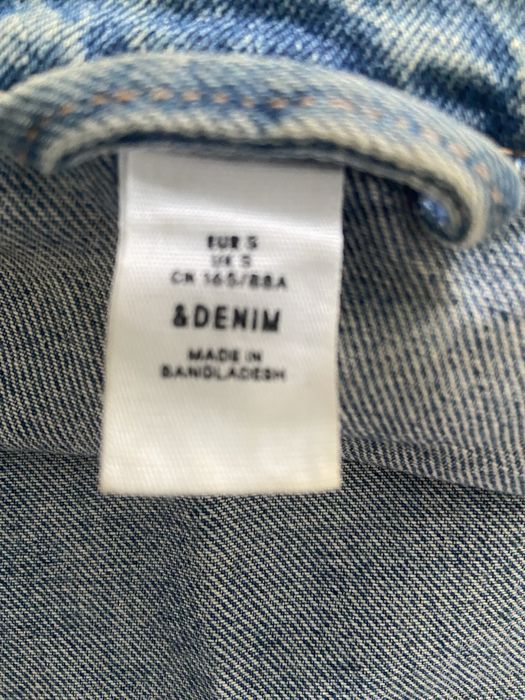 EUR S
UK S
CN 165/88A
&DENIM
MADE IN
BANGLADESH